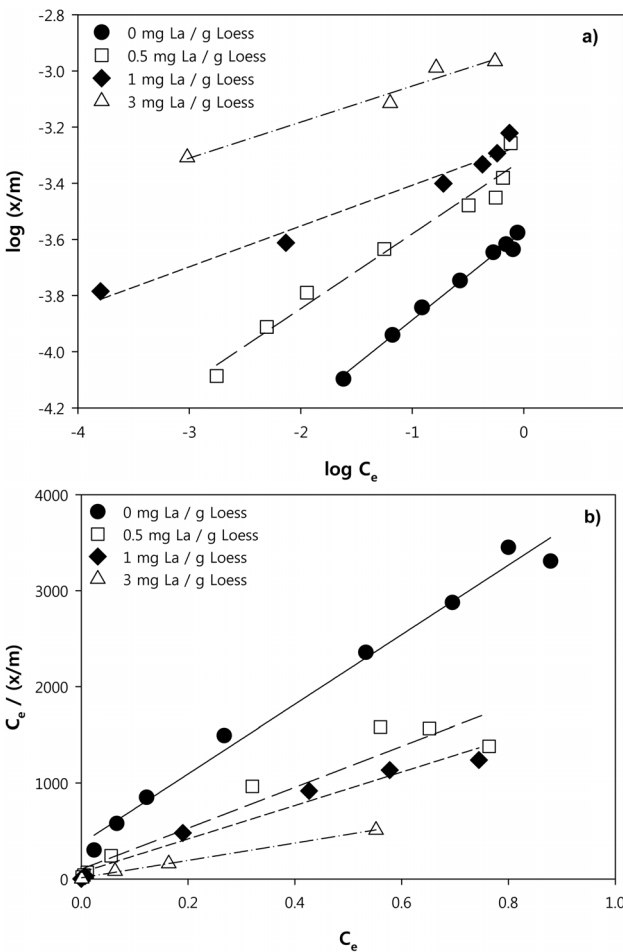 -2.8
a)
0 mg La / g Loess
0.5 mg La / g Loess
-3.0
1 mg La / g Loess
3 mg La / g Loess
-3.2
log (x/m)
-3.4
-3.6
-3.8
-4.0
-4.2
-4 -3 -2 -1 0
log Ce
4000
b)
0 mg La / g Loess
0.5 mg La / g Loess
1 mg La / g Loess
3 mg La / g Loess
3000
Ce / (x/m)
2000
1000
0
0.0 0.2 0.4 0.6 0.8 1.0
Ce